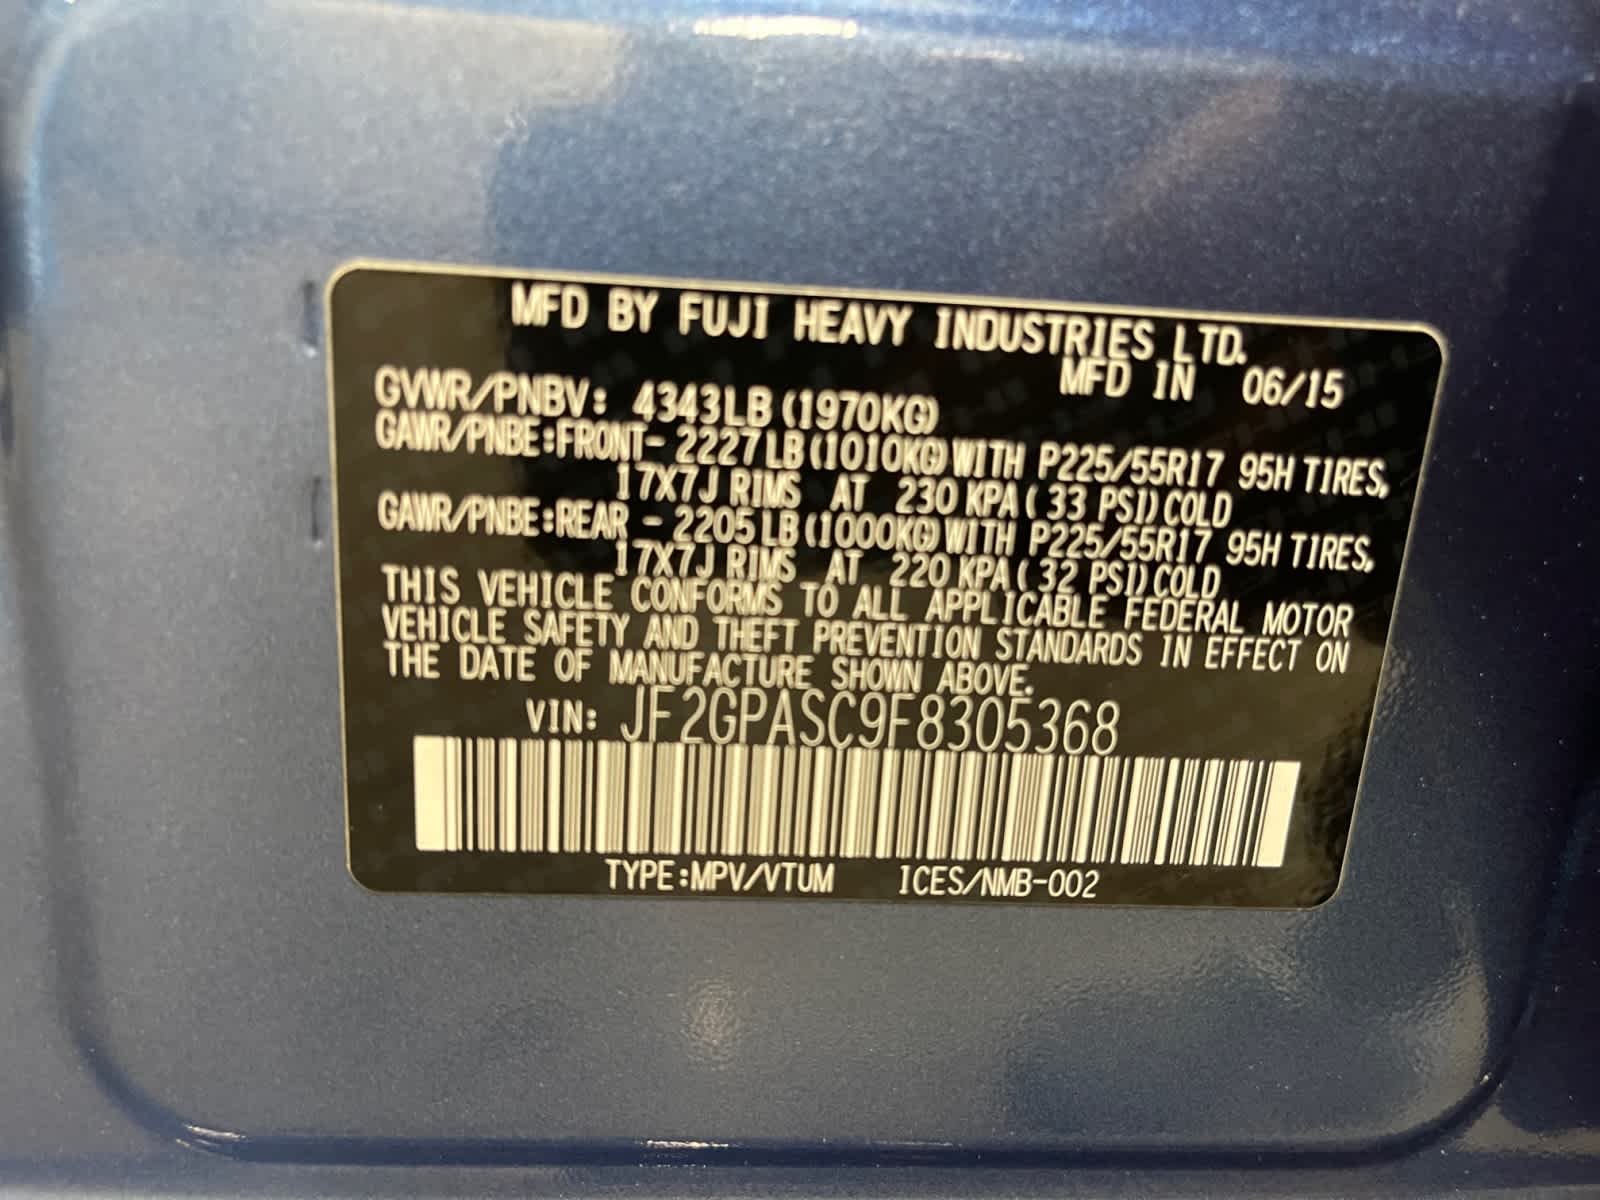 MFD BY FUJI HEAVY INDUSTRIES LTD.
MFD IN 06/15
GVWR/PNBV: 4343LB (1970KG)
GAWR/PNBE:FRONT- 2227LB (1010KG) WITH P225/55R17 95H TIRES,
17X7J RIMS AT 230 KPA ( 33 PSI) COLD
GAWR/PNBE:REAR - 2205LB (1000KG) WITH P225/55R17 95H TIRES,
17X7J RIMS AT 220 KPA ( 32 PSI) COLD
THIS VEHICLE CONFORMS TO ALL APPLICABLE FEDERAL MOTOR
VEHICLE SAFETY AND THEFT PREVENTION STANDARDS IN EFFECT ON
THE DATE OF MANUFACTURE SHOWN ABOVE.
VIN: JF2GPASC9F8305368
TYPE:MPV/VTUM ICES/NMB-002